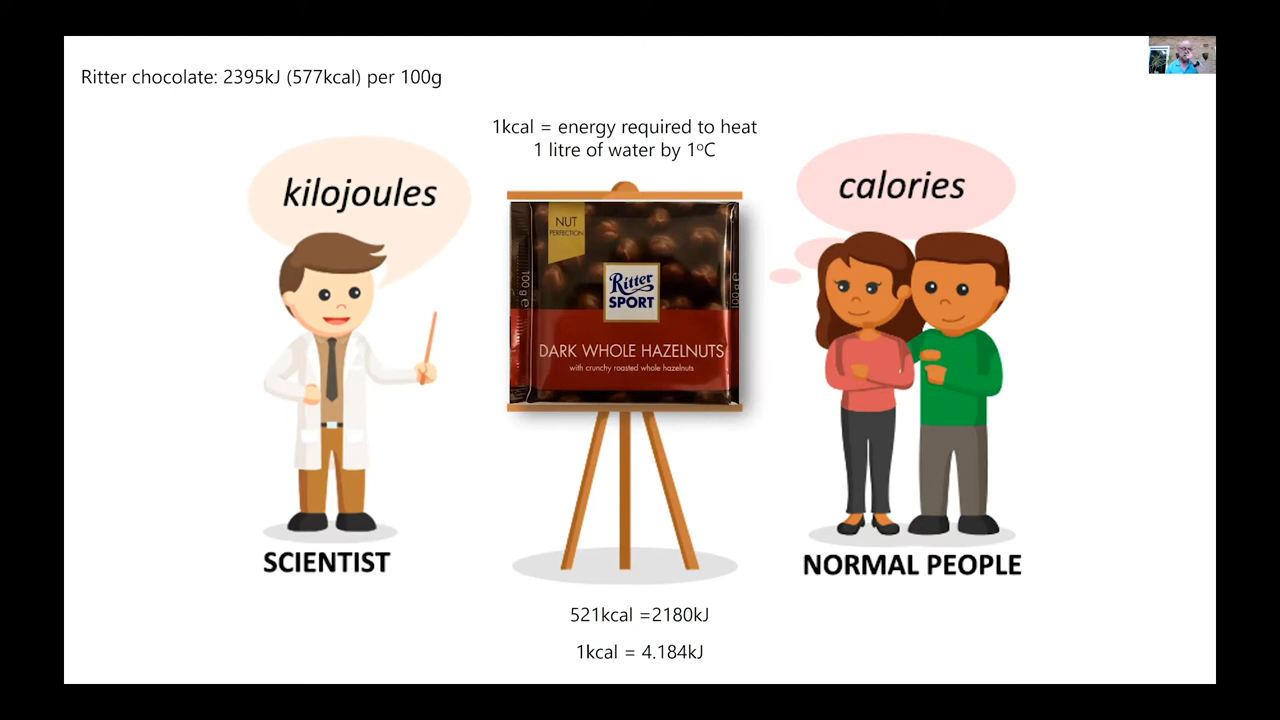 Ritter chocolate: 2395kJ (577kcal) per 100g
1kcal = energy required to heat
1 litre of water by 1ºC
kilojoules
calories
NUT
PERFECTION
100 g e
100 g e
Ritter
SPORT
DARK WHOLE HAZELNUTS
with crunchy roasted whole hazelnuts
SCIENTIST
NORMAL PEOPLE
521kcal =2180kJ
1kcal = 4.184kJ